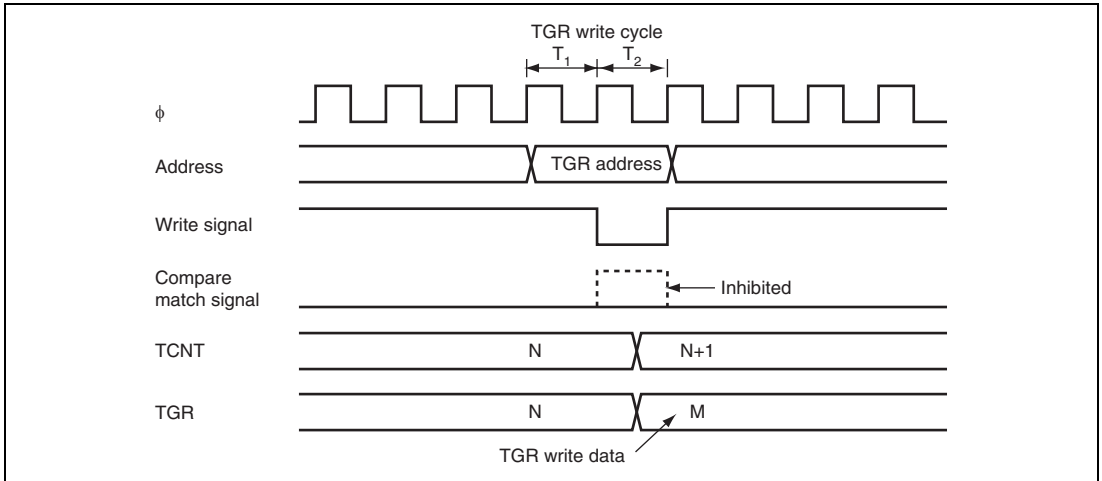 TGR write cycle
T1 T2
ϕ
Address TGR address
Write signal
Compare
match signal Inhibited
TCNT N N+1
TGR N M
TGR write data